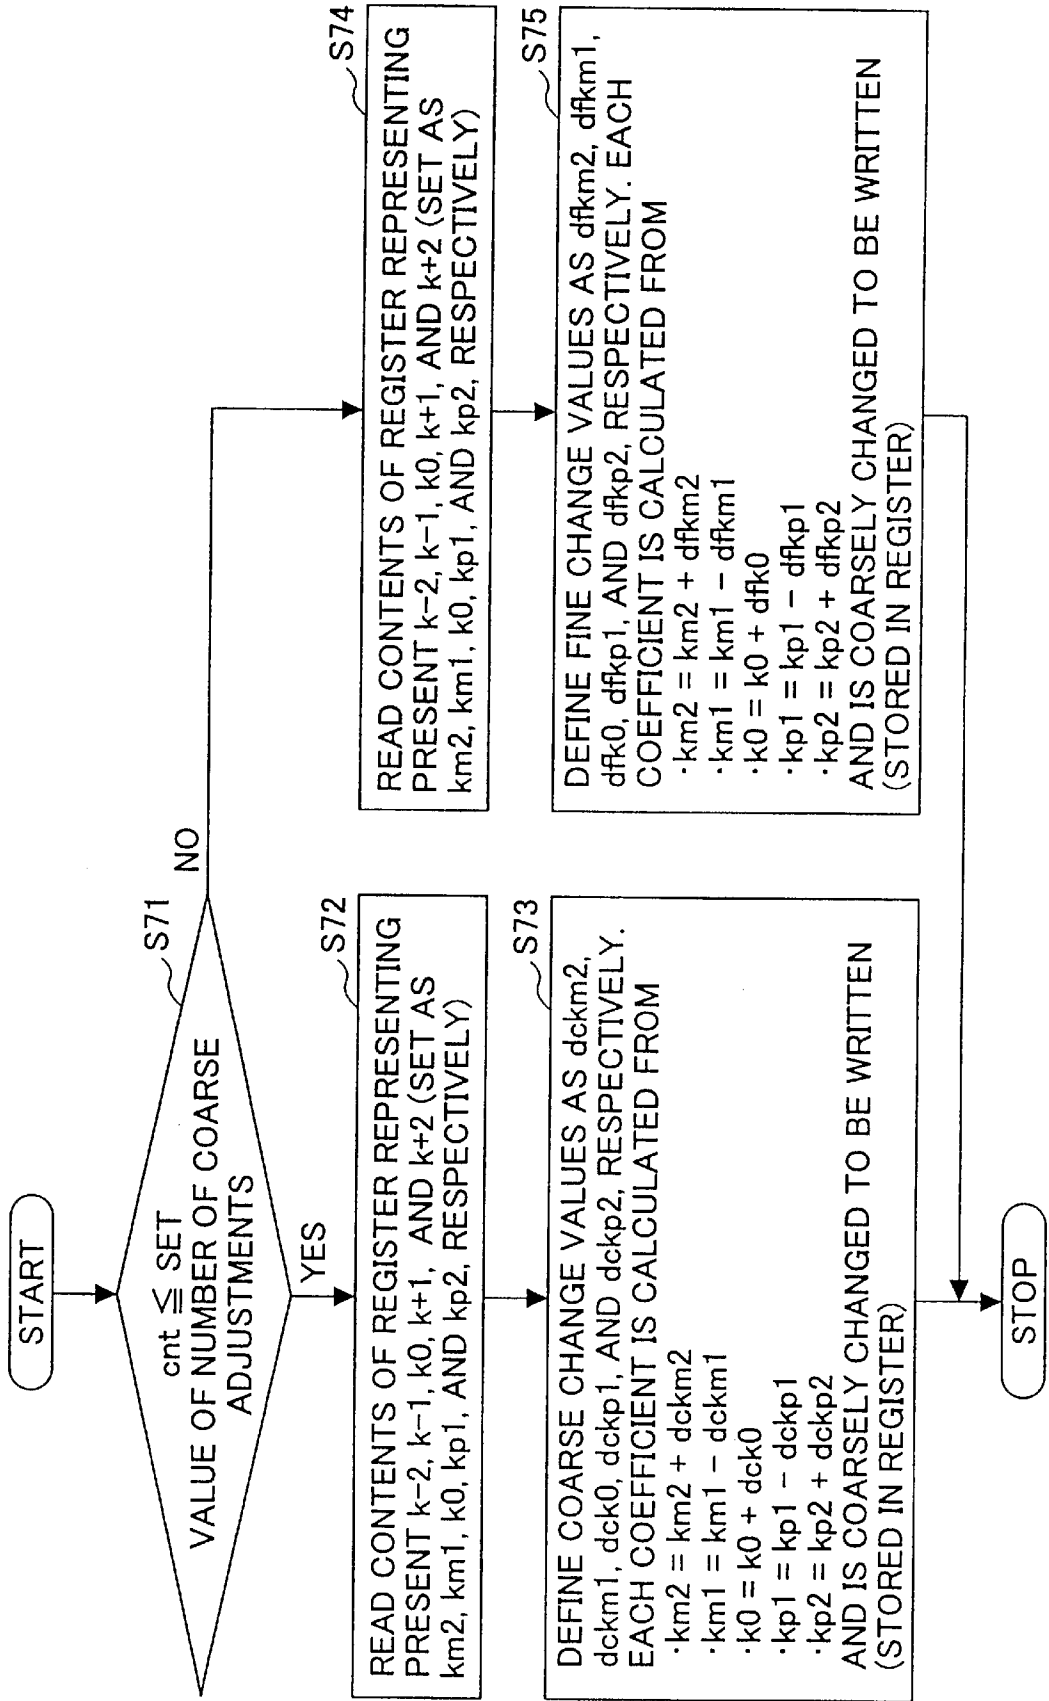 START
S71
cnt ≦ SET
VALUE OF NUMBER OF COARSE
ADJUSTMENTS
NO
YES
S72
READ CONTENTS OF REGISTER REPRESENTING
PRESENT k-2, k-1, k0, k+1, AND k+2 (SET AS
km2, km1, k0, kp1, AND kp2, RESPECTIVELY)
S73
DEFINE COARSE CHANGE VALUES AS dckm2,
dckm1, dck0, dckp1, AND dckp2, RESPECTIVELY.
EACH COEFFICIENT IS CALCULATED FROM
·km2 = km2 + dckm2
·km1 = km1 - dckm1
·k0 = k0 + dck0
·kp1 = kp1 - dckp1
·kp2 = kp2 + dckp2
AND IS COARSELY CHANGED TO BE WRITTEN
(STORED IN REGISTER)
S74
READ CONTENTS OF REGISTER REPRESENTING
PRESENT k-2, k-1, k0, k+1, AND k+2 (SET AS
km2, km1, k0, kp1, AND kp2, RESPECTIVELY)
S75
DEFINE FINE CHANGE VALUES AS dfkm2, dfkm1,
dfk0, dfkp1, AND dfkp2, RESPECTIVELY. EACH
COEFFICIENT IS CALCULATED FROM
·km2 = km2 + dfkm2
·km1 = km1 - dfkm1
·k0 = k0 + dfk0
·kp1 = kp1 - dfkp1
·kp2 = kp2 + dfkp2
AND IS COARSELY CHANGED TO BE WRITTEN
(STORED IN REGISTER)
STOP